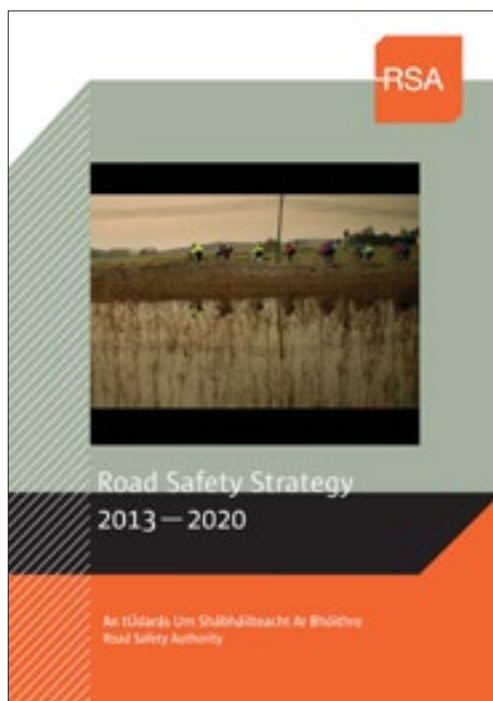 RSA
Road Safety Strategy
2013—2020
An tÚdarás Um Shábháilteacht Ar Bhóithre
Road Safety Authority